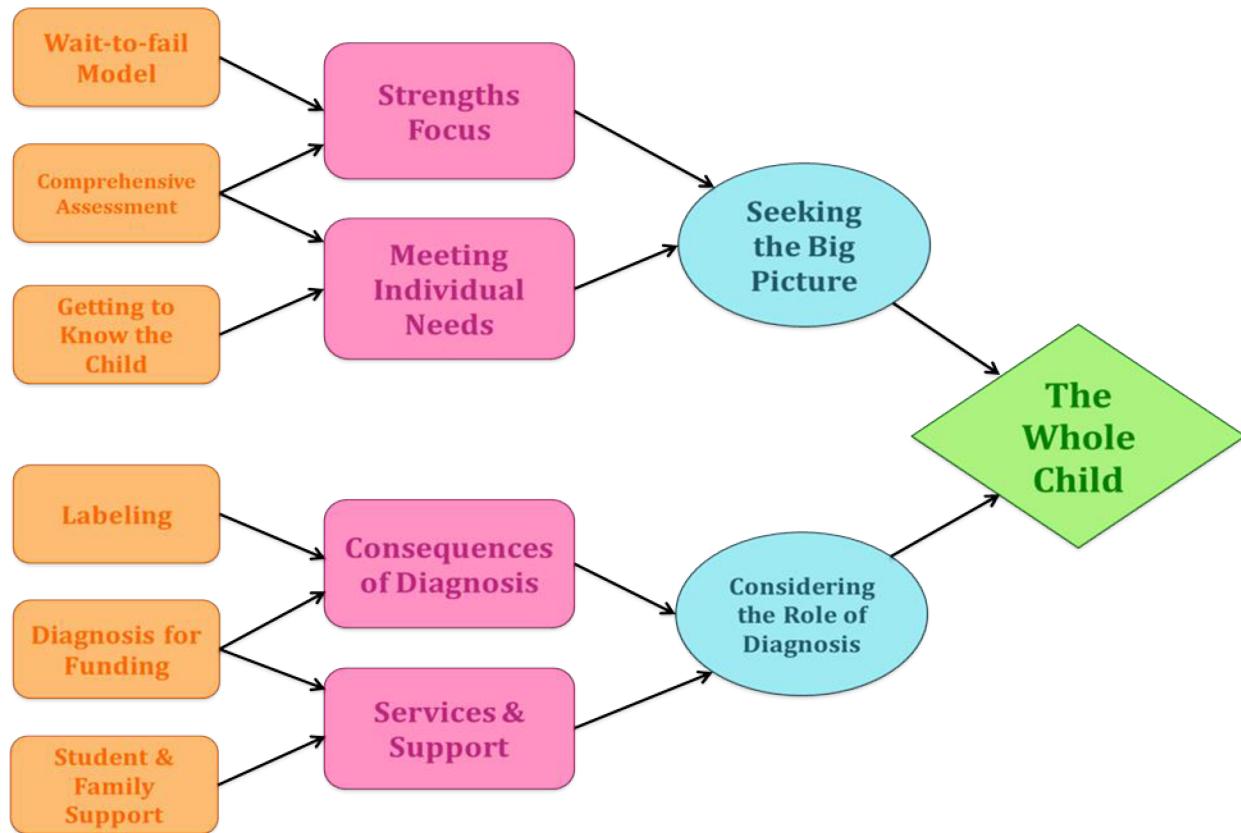 Wait-to-fail
Model
Comprehensive
Assessment
Getting to
Know the
Child
Labeling
Diagnosis for
Funding
Student &
Family
Support
Strengths
Focus
Meeting
Individual
Needs
Consequences
of Diagnosis
Services &
Support
Seeking
the Big
Picture
Considering
the Role of
Diagnosis
The
Whole
Child